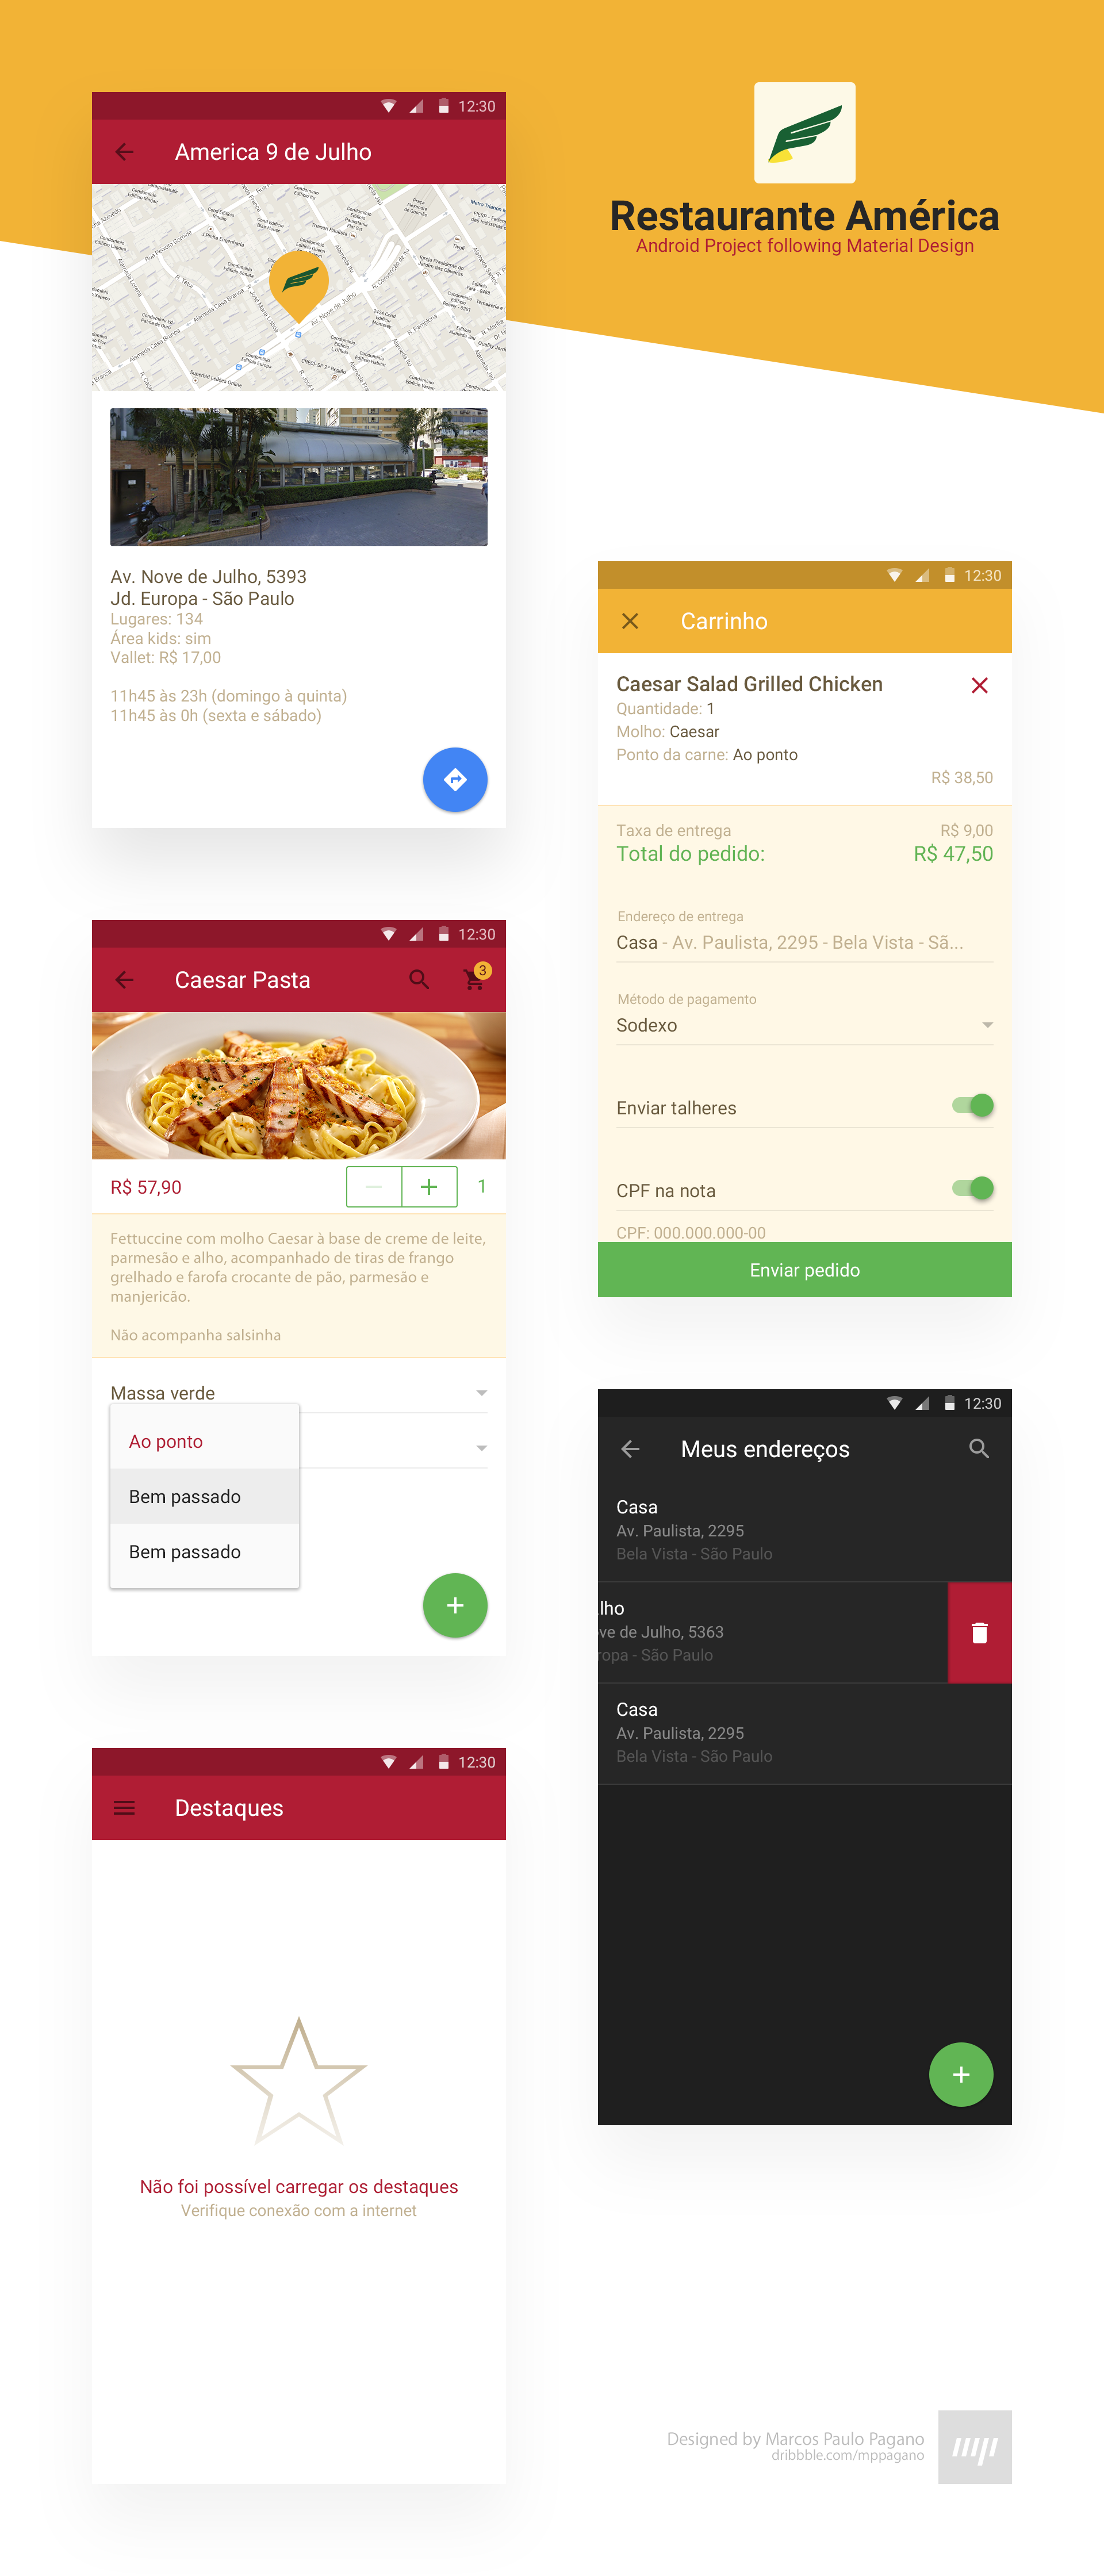 12:30
America 9 de Julho
Restaurante América
Android Project following Material Design
Av. Nove de Julho, 5393
Jd. Europa - São Paulo
Lugares: 134
Área kids: sim
Vallet: R$ 17,00
11h45 às 23h (domingo à quinta)
11h45 às 0h (sexta e sábado)
12:30
Carrinho
Caesar Salad Grilled Chicken
Quantidade: 1
Molho: Caesar
Ponto da carne: Ao ponto
R$ 38,50
Taxa de entrega R$ 9,00
Total do pedido: R$ 47,50
Endereço de entrega
Casa - Av. Paulista, 2295 - Bela Vista - Sã...
Método de pagamento
Sodexo
Enviar talheres
CPF na nota
CPF: 000.000.000-00
Enviar pedido
12:30
Caesar Pasta
3
R$ 57,90
1
Fettuccine com molho Caesar à base de creme de leite,
parmesão e alho, acompanhado de tiras de frango
grelhado e farofa crocante de pão, parmesão e
manjericão.
Não acompanha salsinha
Massa verde
Ao ponto
Bem passado
Bem passado
12:30
Meus endereços
Casa
Av. Paulista, 2295
Bela Vista - São Paulo
lho
ve de Julho, 5363
ropa - São Paulo
Casa
Av. Paulista, 2295
Bela Vista - São Paulo
12:30
Destaques
Não foi possível carregar os destaques
Verifique conexão com a internet
Designed by Marcos Paulo Pagano
dribbble.com/mppagano